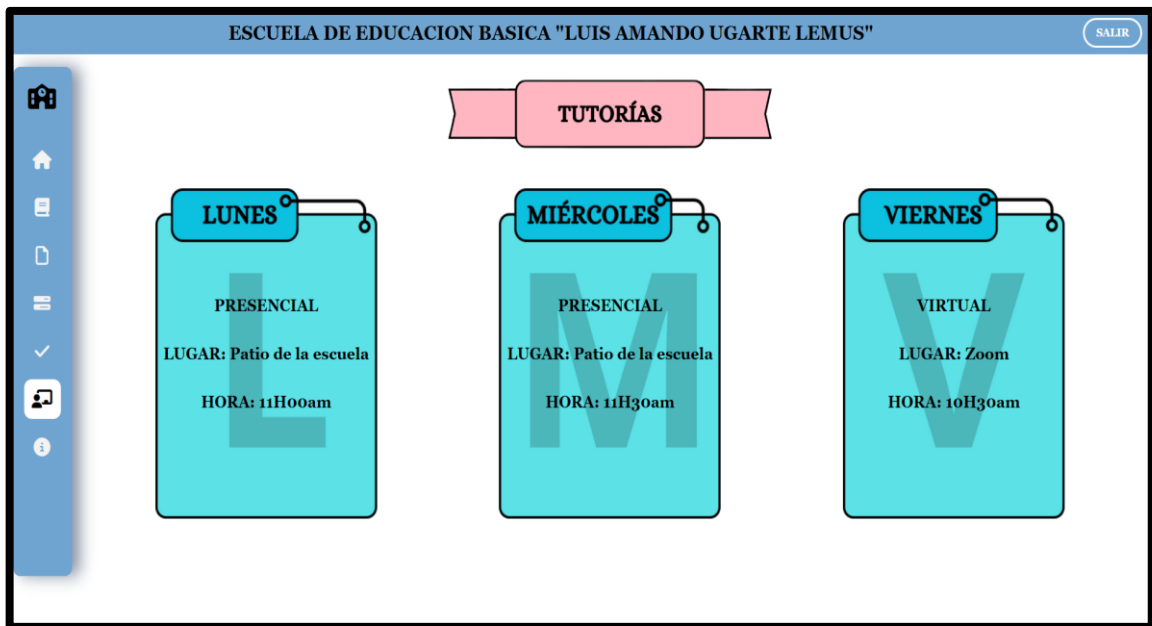 ESCUELA DE EDUCACION BASICA "LUIS AMANDO UGARTE LEMUS"
SALIR
TUTORÍAS
LUNES
L
PRESENCIAL
LUGAR: Patio de la escuela
HORA: 11H00am
MIÉRCOLES
M
PRESENCIAL
LUGAR: Patio de la escuela
HORA: 11H30am
VIERNES
V
VIRTUAL
LUGAR: Zoom
HORA: 10H30am